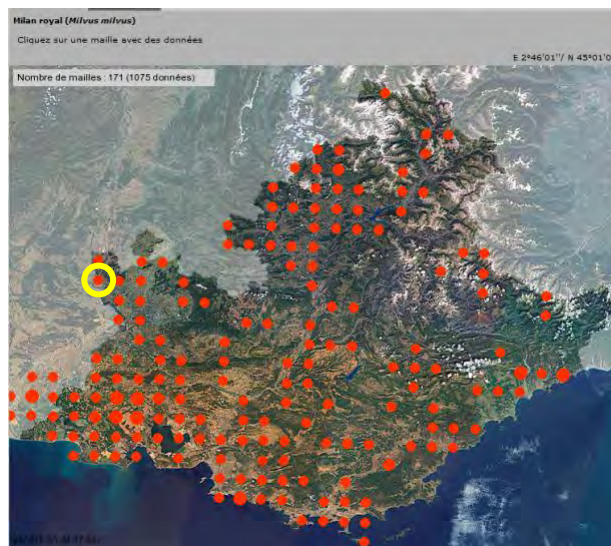 Milan royal (Milvus milvus)
Cliquez sur une maille avec des données
E 2°46'01''/ N 45°01'0
Nombre de mailles : 171 (1075 données)